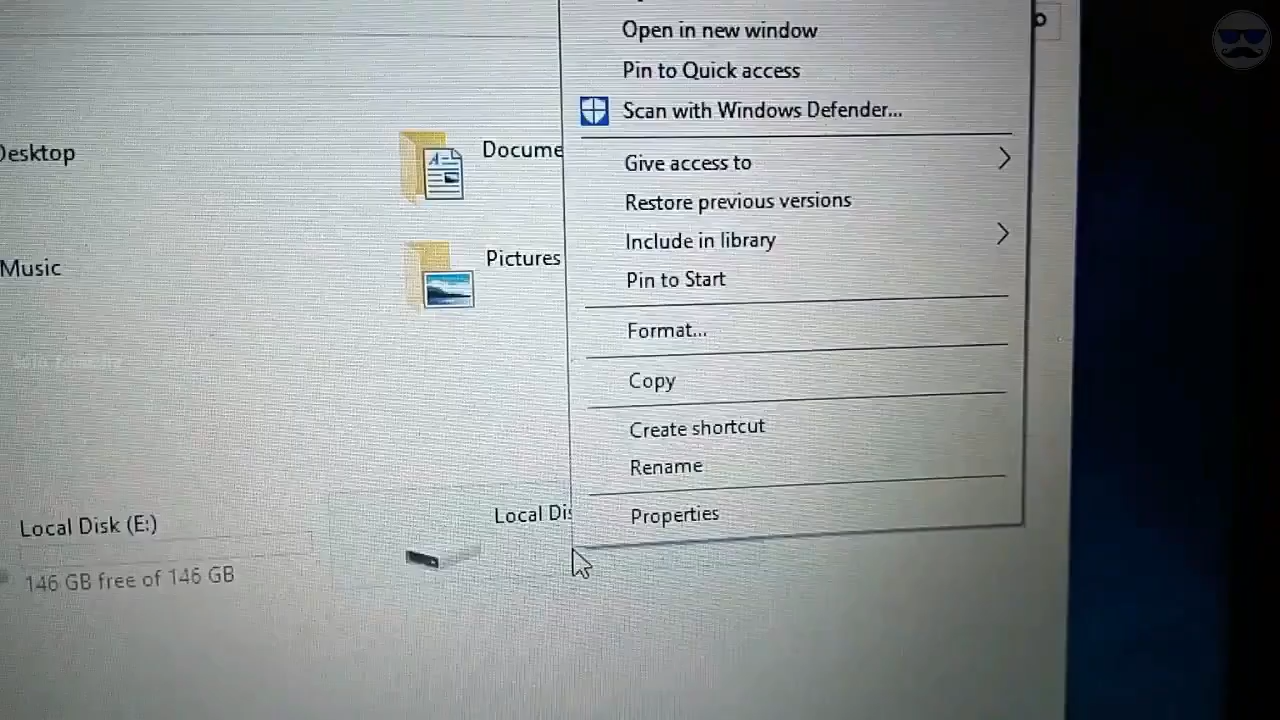 Open in new window
Pin to Quick access
Scan with Windows Defender...
Give access to
Restore previous versions
Include in library
Pin to Start
Format...
Copy
Create shortcut
Rename
Properties
Desktop
Docume
Music
Pictures
Local Disk (E:)
146 GB free of 146 GB
Local Dis